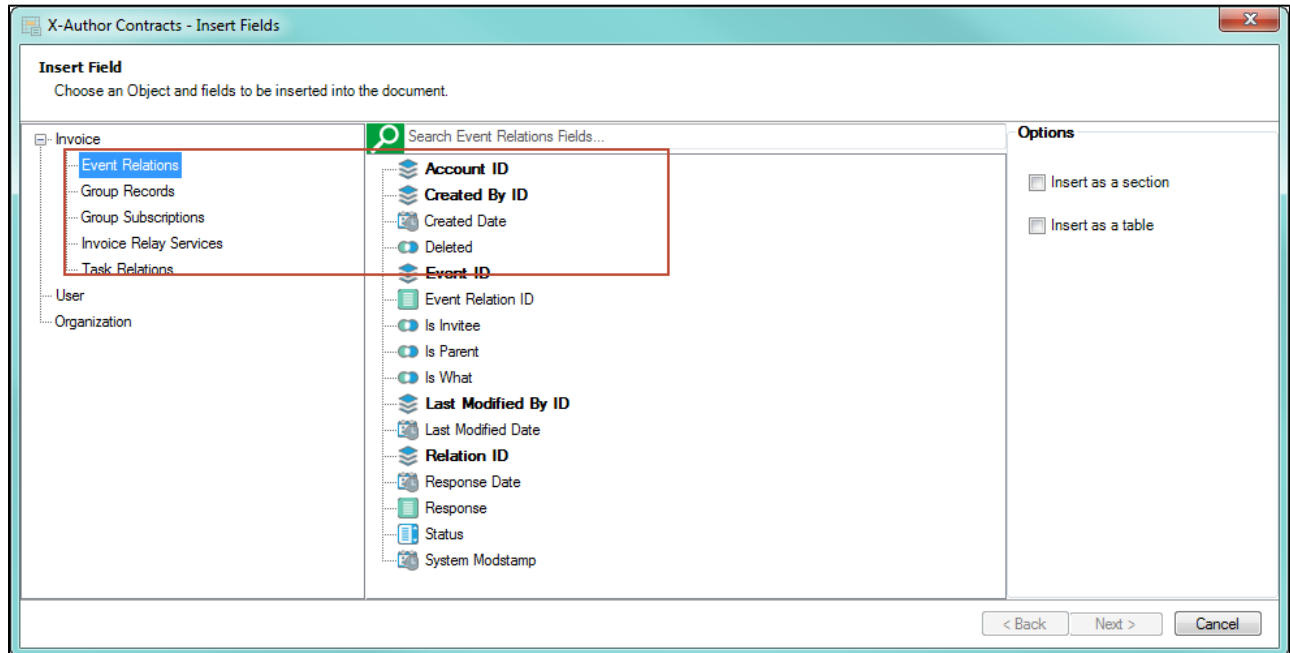 X-Author Contracts - Insert Fields
Insert Field
Choose an Object and fields to be inserted into the document.
Invoice
Event Relations
Group Records
Group Subscriptions
Invoice Relay Services
Task Relations
User
Organization
Search Event Relations Fields...
Account ID
Created By ID
Created Date
Deleted
Event ID
Event Relation ID
Is Invitee
Is Parent
Is What
Last Modified By ID
Last Modified Date
Relation ID
Response Date
Response
Status
System Modstamp
Options
Insert as a section
Insert as a table
< Back
Next >
Cancel